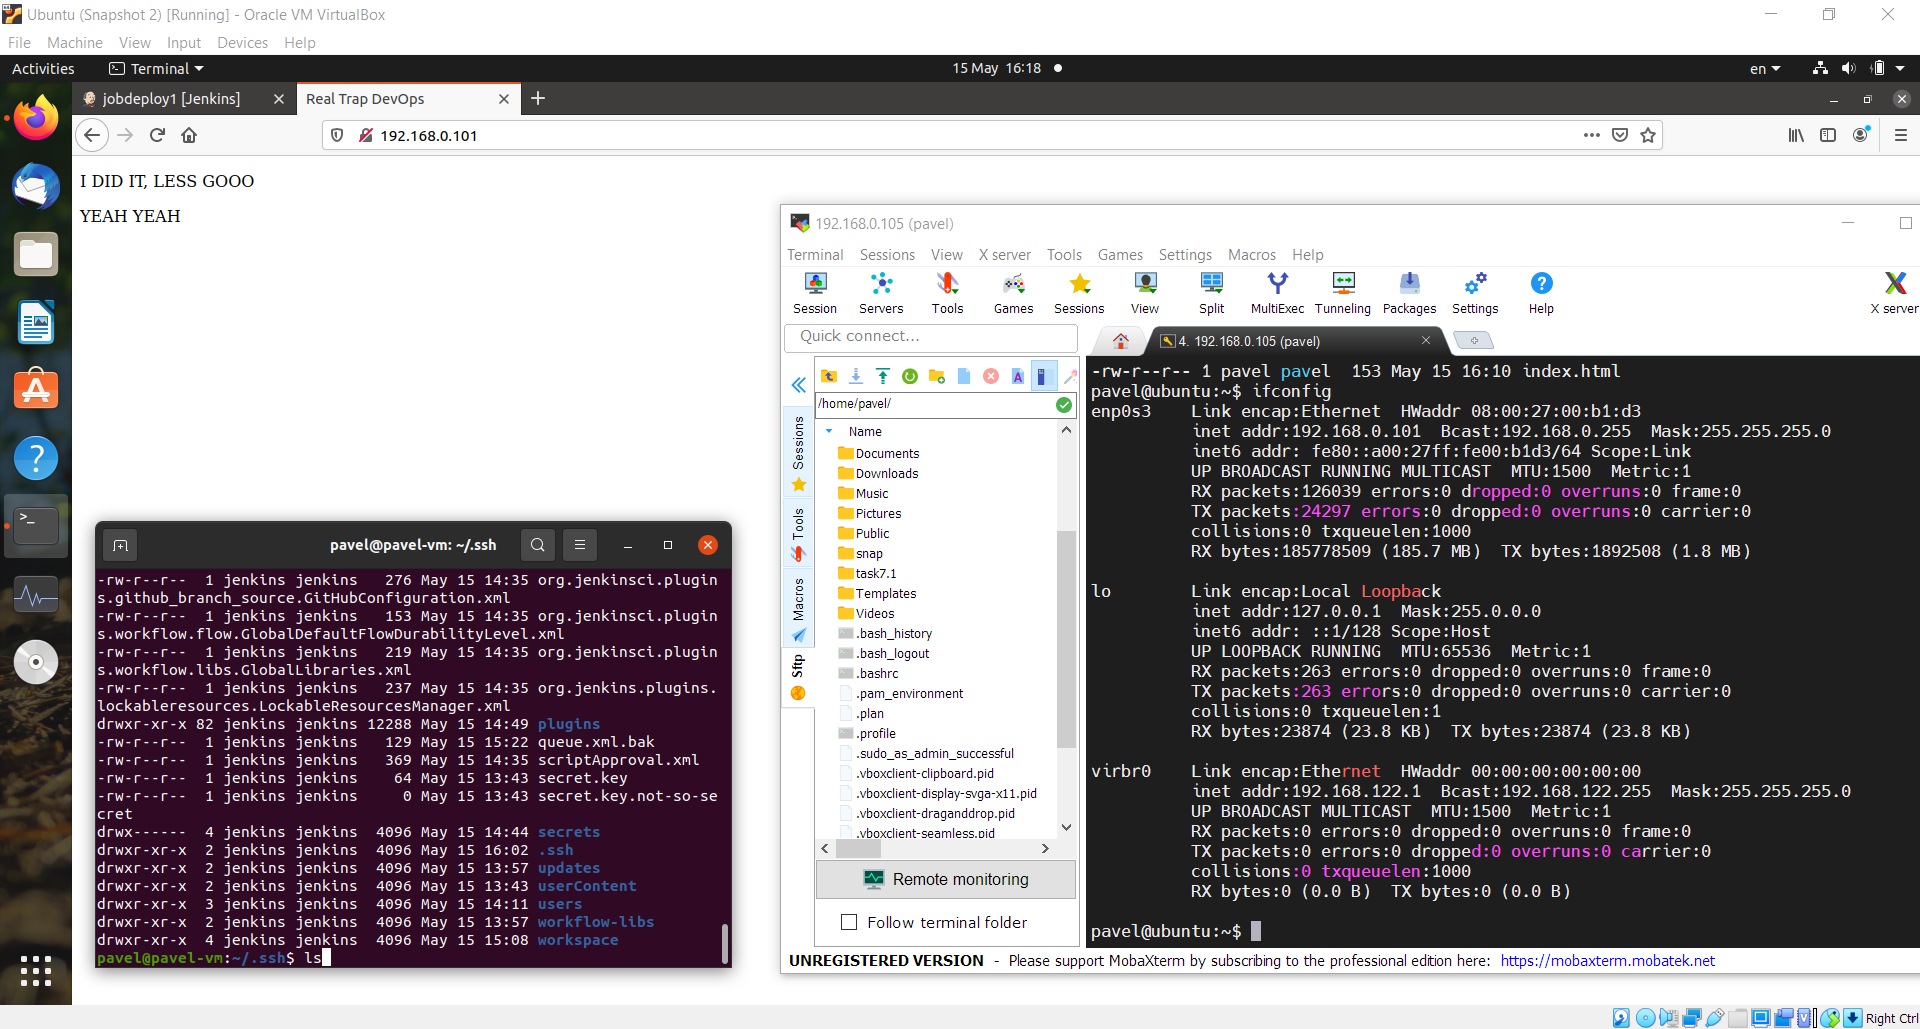 Ubuntu (Snapshot 2) [Running] - Oracle VM VirtualBox
File Machine View Input Devices Help
Activities Terminal 15 May 16:18 en
jobdeploy1 [Jenkins] Real Trap DevOps
192.168.0.101
I DID IT, LESS GOOO
YEAH YEAH
pavel@pavel-vm: ~/.ssh
-rw-r--r-- 1 jenkins jenkins 276 May 15 14:35 org.jenkinsci.plugin
s.github_branch_source.GitHubConfiguration.xml
-rw-r--r-- 1 jenkins jenkins 153 May 15 14:35 org.jenkinsci.plugin
s.workflow.flow.GlobalDefaultFlowDurabilityLevel.xml
-rw-r--r-- 1 jenkins jenkins 219 May 15 14:35 org.jenkinsci.plugin
s.workflow.libs.GlobalLibraries.xml
-rw-r--r-- 1 jenkins jenkins 237 May 15 14:35 org.jenkins.plugins.
lockableresources.LockableResourcesManager.xml
drwxr-xr-x 82 jenkins jenkins 12288 May 15 14:49 plugins
-rw-r--r-- 1 jenkins jenkins 129 May 15 15:22 queue.xml.bak
-rw-r--r-- 1 jenkins jenkins 369 May 15 14:35 scriptApproval.xml
-rw-r--r-- 1 jenkins jenkins 64 May 15 13:43 secret.key
-rw-r--r-- 1 jenkins jenkins 0 May 15 13:43 secret.key.not-so-se
cret
drwx------ 4 jenkins jenkins 4096 May 15 14:44 secrets
drwxr-xr-x 2 jenkins jenkins 4096 May 15 16:02 .ssh
drwxr-xr-x 2 jenkins jenkins 4096 May 15 13:57 updates
drwxr-xr-x 2 jenkins jenkins 4096 May 15 13:43 userContent
drwxr-xr-x 3 jenkins jenkins 4096 May 15 14:11 users
drwxr-xr-x 2 jenkins jenkins 4096 May 15 13:57 workflow-libs
drwxr-xr-x 4 jenkins jenkins 4096 May 15 15:08 workspace
pavel@pavel-vm:~/.ssh$ ls
192.168.0.105 (pavel)
Terminal Sessions View X server Tools Games Settings Macros Help
Session Servers Tools Games Sessions View Split MultiExec Tunneling Packages Settings Help X server
Quick connect...
4. 192.168.0.105 (pavel)
/home/pavel/
Sessions
Tools
Macros
Sftp
Name
Documents
Downloads
Music
Pictures
Public
snap
task7.1
Templates
Videos
.bash_history
.bash_logout
.bashrc
.pam_environment
.plan
.profile
.sudo_as_admin_successful
.vboxclient-clipboard.pid
.vboxclient-display-svga-x11.pid
.vboxclient-draganddrop.pid
.vboxclient-seamless.pid
Remote monitoring
Follow terminal folder
-rw-r--r-- 1 pavel pavel 153 May 15 16:10 index.html
pavel@ubuntu:~$ ifconfig
enp0s3 Link encap:Ethernet HWaddr 08:00:27:00:b1:d3
inet addr:192.168.0.101 Bcast:192.168.0.255 Mask:255.255.255.0
inet6 addr: fe80::a00:27ff:fe00:b1d3/64 Scope:Link
UP BROADCAST RUNNING MULTICAST MTU:1500 Metric:1
RX packets:126039 errors:0 dropped:0 overruns:0 frame:0
TX packets:24297 errors:0 dropped:0 overruns:0 carrier:0
collisions:0 txqueuelen:1000
RX bytes:185778509 (185.7 MB) TX bytes:1892508 (1.8 MB)
lo Link encap:Local Loopback
inet addr:127.0.0.1 Mask:255.0.0.0
inet6 addr: ::1/128 Scope:Host
UP LOOPBACK RUNNING MTU:65536 Metric:1
RX packets:263 errors:0 dropped:0 overruns:0 frame:0
TX packets:263 errors:0 dropped:0 overruns:0 carrier:0
collisions:0 txqueuelen:1
RX bytes:23874 (23.8 KB) TX bytes:23874 (23.8 KB)
virbr0 Link encap:Ethernet HWaddr 00:00:00:00:00:00
inet addr:192.168.122.1 Bcast:192.168.122.255 Mask:255.255.255.0
UP BROADCAST MULTICAST MTU:1500 Metric:1
RX packets:0 errors:0 dropped:0 overruns:0 frame:0
TX packets:0 errors:0 dropped:0 overruns:0 carrier:0
collisions:0 txqueuelen:1000
RX bytes:0 (0.0 B) TX bytes:0 (0.0 B)
pavel@ubuntu:~$
UNREGISTERED VERSION - Please support MobaXterm by subscribing to the professional edition here: https://mobaxterm.mobatek.net
Right Ctrl